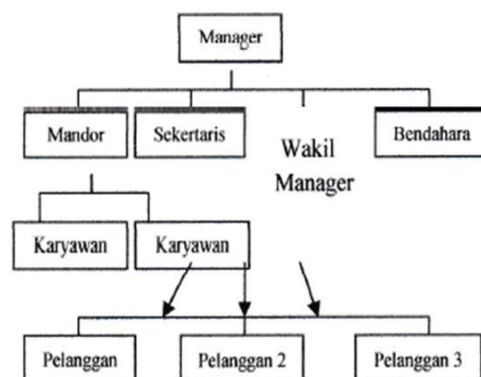 Manager
Mandor
Sekertaris
Wakil
Manager
Bendahara
Karyawan
Karyawan
Pelanggan
Pelanggan 2
Pelanggan 3